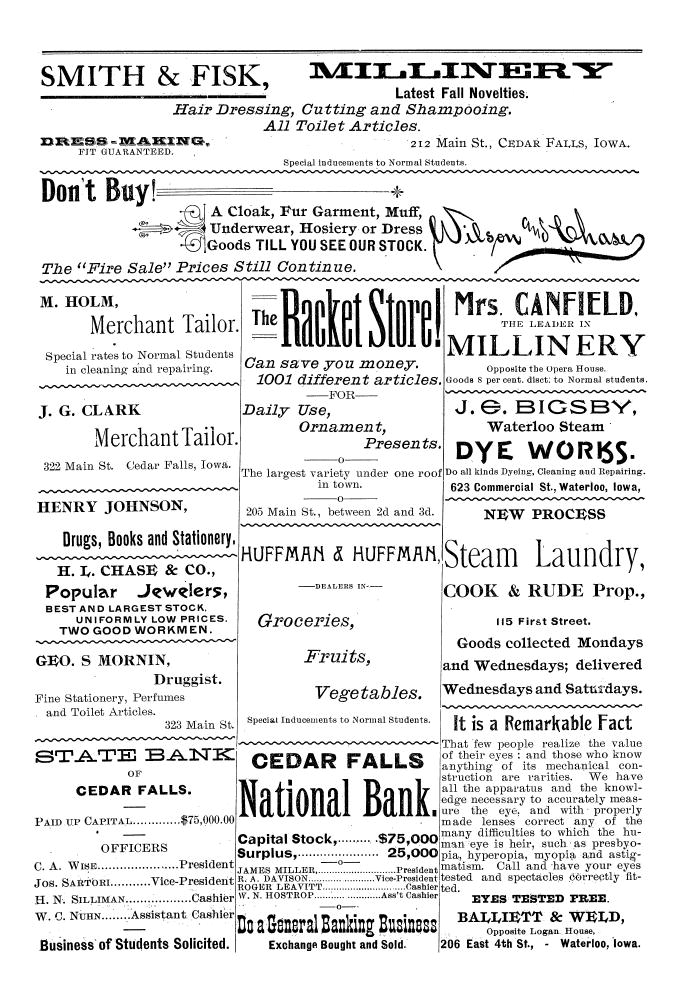 SMITH & FISK,
MILLINERY
Latest Fall Novelties.
Hair Dressing, Cutting and Shampooing.
All Toilet Articles.
DRESS-MAKING,
FIT GUARANTEED.
212 Main St., CEDAR FALLS, IOWA.
Special inducements to Normal Students.
Don't Buy!
A Cloak, Fur Garment, Muff,
Underwear, Hosiery or Dress
Goods TILL YOU SEE OUR STOCK.
Wilson and Chase
The "Fire Sale" Prices Still Continue.
M. HOLM,
Merchant Tailor.
Special rates to Normal Students
in cleaning and repairing.
J. G. CLARK
Merchant Tailor.
322 Main St. Cedar Falls, Iowa.
HENRY JOHNSON,
Drugs, Books and Stationery.
H. L. CHASE & CO.,
Popular Jewelers,
BEST AND LARGEST STOCK.
UNIFORMLY LOW PRICES.
TWO GOOD WORKMEN.
GEO. S MORNIN,
Druggist.
Fine Stationery, Perfumes
and Toilet Articles.
323 Main St.
STATE BANK
OF
CEDAR FALLS.
PAID UP CAPITAL............$75,000.00
OFFICERS
C. A. WISE......................President
JOS. SARTORI...........Vice-President
H. N. SILLIMAN..................Cashier
W. C. NUHN........Assistant Cashier
Business of Students Solicited.
The Racket Store!
Can save you money.
1001 different articles.
——FOR——
Daily Use,
Ornament,
Presents.
——o——
The largest variety under one roof
in town.
——o——
205 Main St., between 2d and 3d.
HUFFMAN & HUFFMAN,
——DEALERS IN——
Groceries,
Fruits,
Vegetables.
Special Inducements to Normal Students.
CEDAR FALLS
National Bank.
Capital Stock,......... .$75,000
Surplus,...................... 25,000
——o——
JAMES MILLER,............................President
R. A. DAVISON.....................Vice-President
ROGER LEAVITT.........................Cashier
W. N. HOSTROP....................Ass't Cashier
——o——
Do a General Banking Business
Exchange Bought and Sold.
Mrs. CANFIELD,
THE LEADER IN
MILLINERY
Opposite the Opera House.
Goods 8 per cent. disct. to Normal students.
J. G. BIGSBY,
Waterloo Steam
DYE WORKS.
Do all kinds Dyeing, Cleaning and Repairing.
623 Commercial St., Waterloo, Iowa,
NEW PROCESS
Steam Laundry,
COOK & RUDE Prop.,
115 First Street.
Goods collected Mondays
and Wednesdays; delivered
Wednesdays and Saturdays.
It is a Remarkable Fact
That few people realize the value
of their eyes: and those who know
anything of its mechanical con-
struction are rarities. We have
all the apparatus and the knowl-
edge necessary to accurately meas-
ure the eye, and with properly
made lenses correct any of the
many difficulties to which the hu-
man eye is heir, such as presbyo-
pia, hyperopia, myopia and astig-
matism. Call and have your eyes
tested and spectacles correctly fit-
ted.
EYES TESTED FREE.
BALLIETT & WELD,
Opposite Logan House,
206 East 4th St., - Waterloo, Iowa.